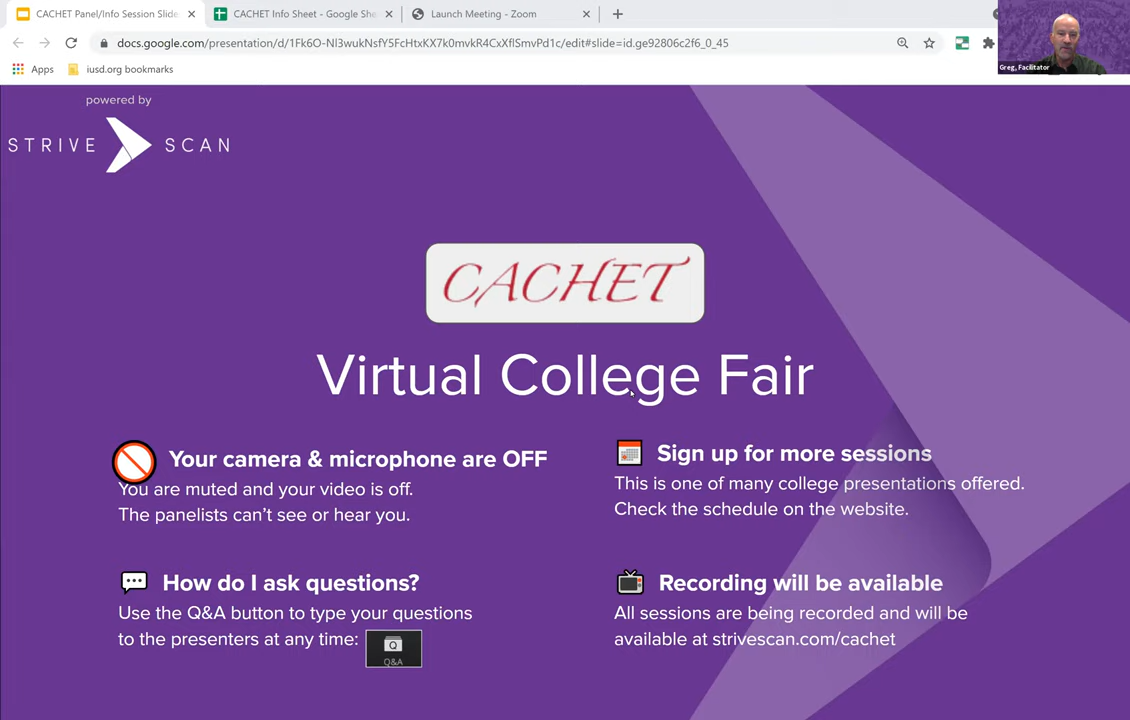 CACHET Panel/Info Session Slide
CACHET Info Sheet - Google She
Launch Meeting - Zoom
docs.google.com/presentation/d/1Fk6O-Nl3wukNsfY5FcHtxKX7k0mvkR4CxXflSmvPd1c/edit#slide=id.ge92806c2f6_0_45
Apps
iusd.org bookmarks
Greg, Facilitator
powered by
STRIVE SCAN
CACHET
Virtual College Fair
Your camera & microphone are OFF
You are muted and your video is off.
The panelists can't see or hear you.
Sign up for more sessions
This is one of many college presentations offered.
Check the schedule on the website.
How do I ask questions?
Use the Q&A button to type your questions
to the presenters at any time:
Q
Q&A
Recording will be available
All sessions are being recorded and will be
available at strivescan.com/cachet